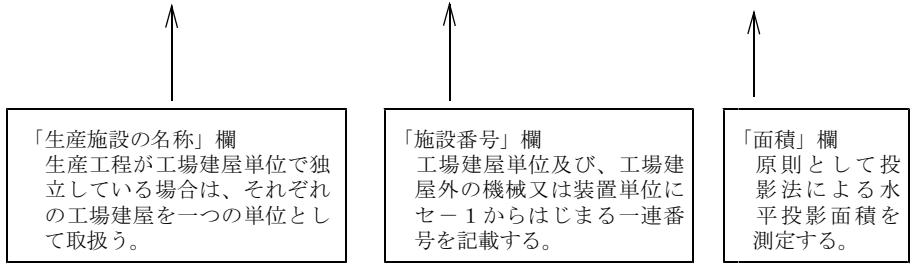 「生産施設の名称」欄
生産工程が工場建屋単位で独
立している場合は、それぞれ
の工場建屋を一つの単位とし
て取扱う。
「施設番号」欄
工場建屋単位及び、工場建
屋外の機械又は装置単位に
セ－１からはじまる一連番
号を記載する。
「面積」欄
原則として投
影法による水
平投影面積を
測定する。